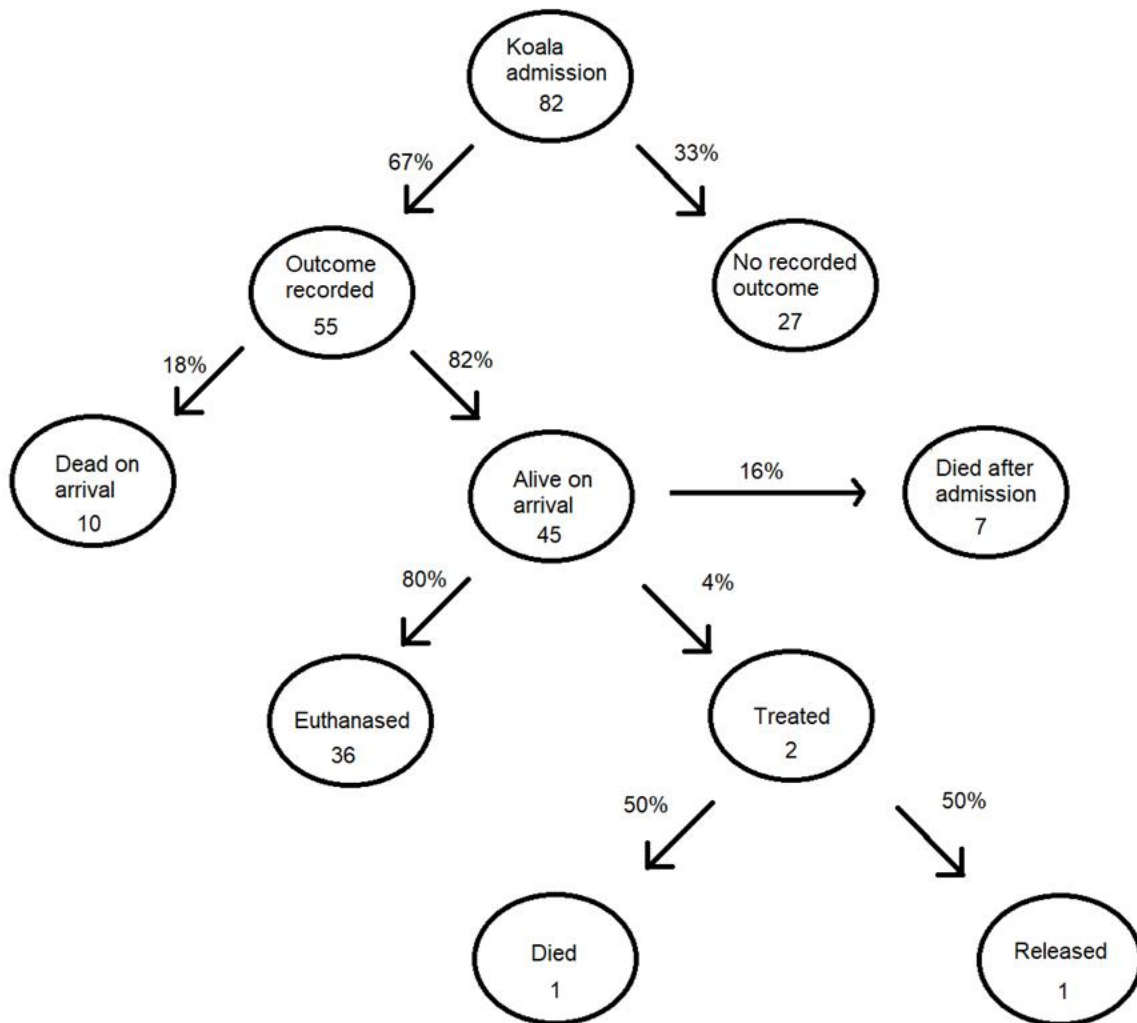 Koala
admission
82
67%
33%
Outcome
recorded
55
No recorded
outcome
27
18%
82%
Dead on
arrival
10
Alive on
arrival
45
16%
Died after
admission
7
80%
4%
Euthanased
36
Treated
2
50%
50%
Died
1
Released
1